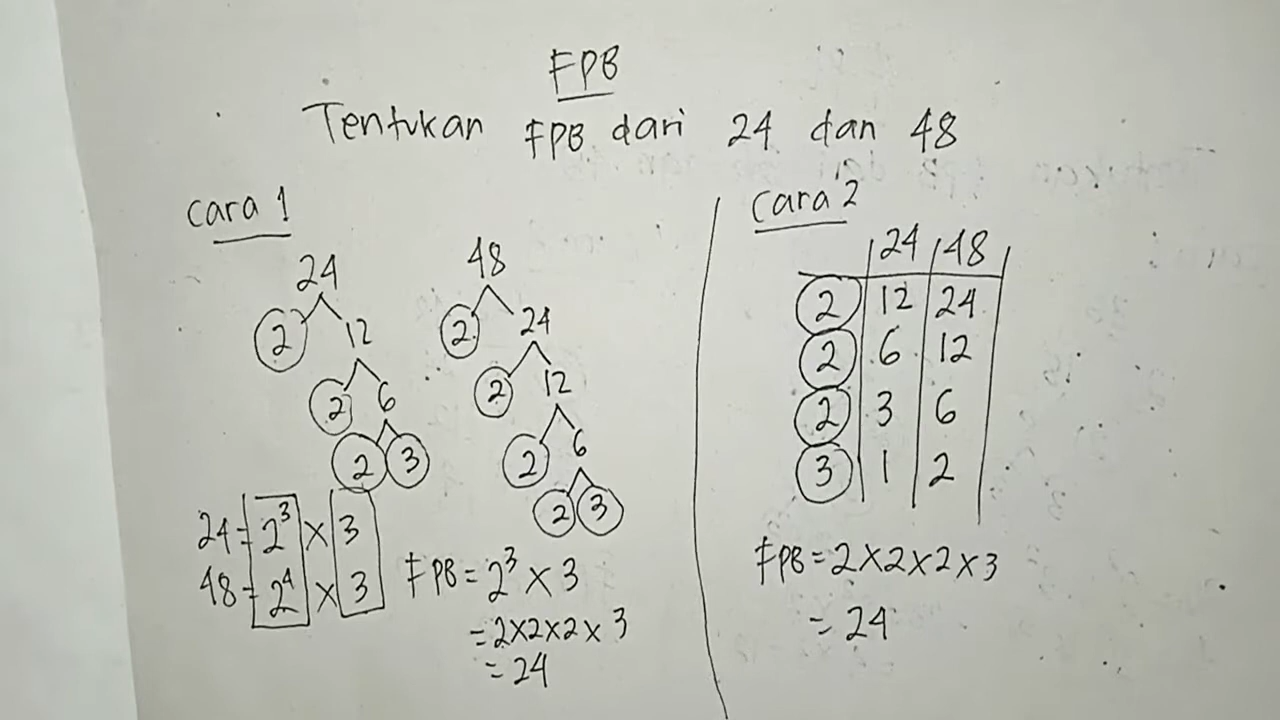 FPB
Tentukan FPB dari 24 dan 48
Cara 1
24
2 12
2 6
2 3
48
2 24
2 12
2 6
2 3
24 = 2³ × 3
48 = 2⁴ × 3
FPB = 2³ × 3
= 2×2×2×3
= 24
Cara 2
24 48
2 12 24
2 6 12
2 3 6
3 1 2
FPB = 2×2×2×3
= 24